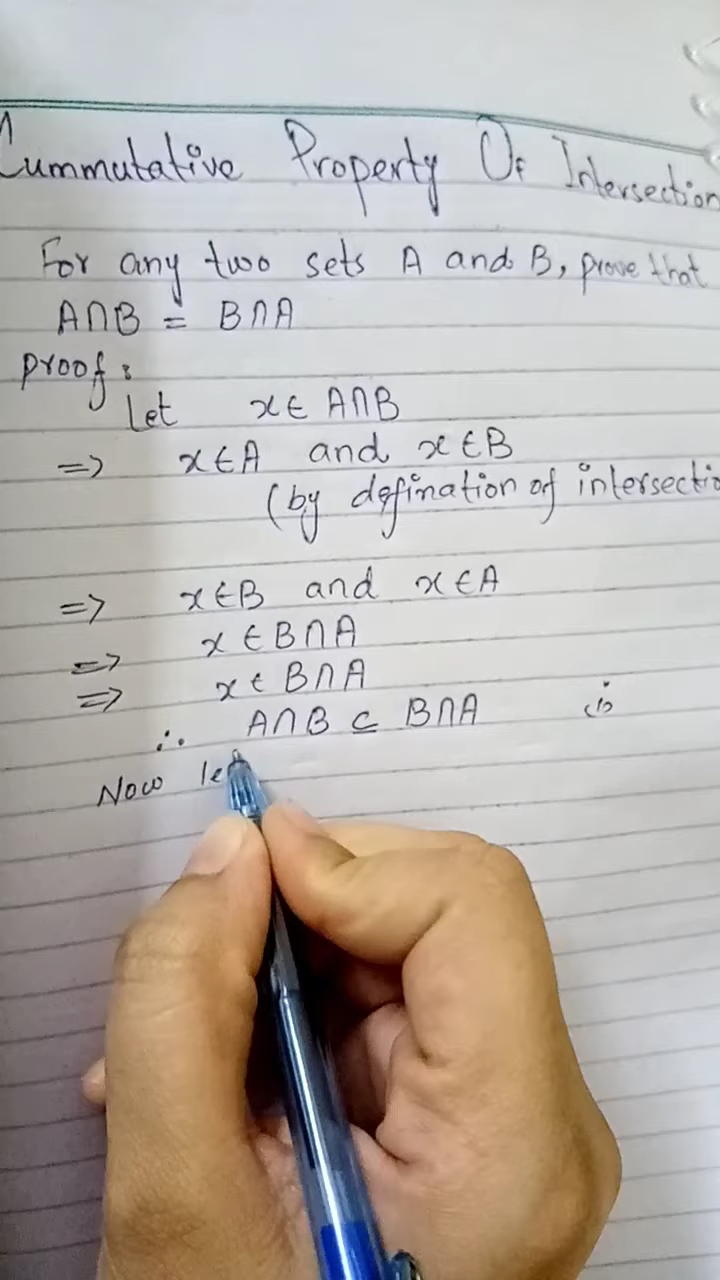 Cummutative Property Of Intersection
For any two sets A and B, prove that
A∩B = B∩A
proof:
Let x∈ A∩B
=> x∈A and x∈B
(by defination of intersectio
=> x∈B and x∈A
=> x∈B∩A
=> x∈ B∩A
∴ A∩B ⊆ B∩A (i)
Now le